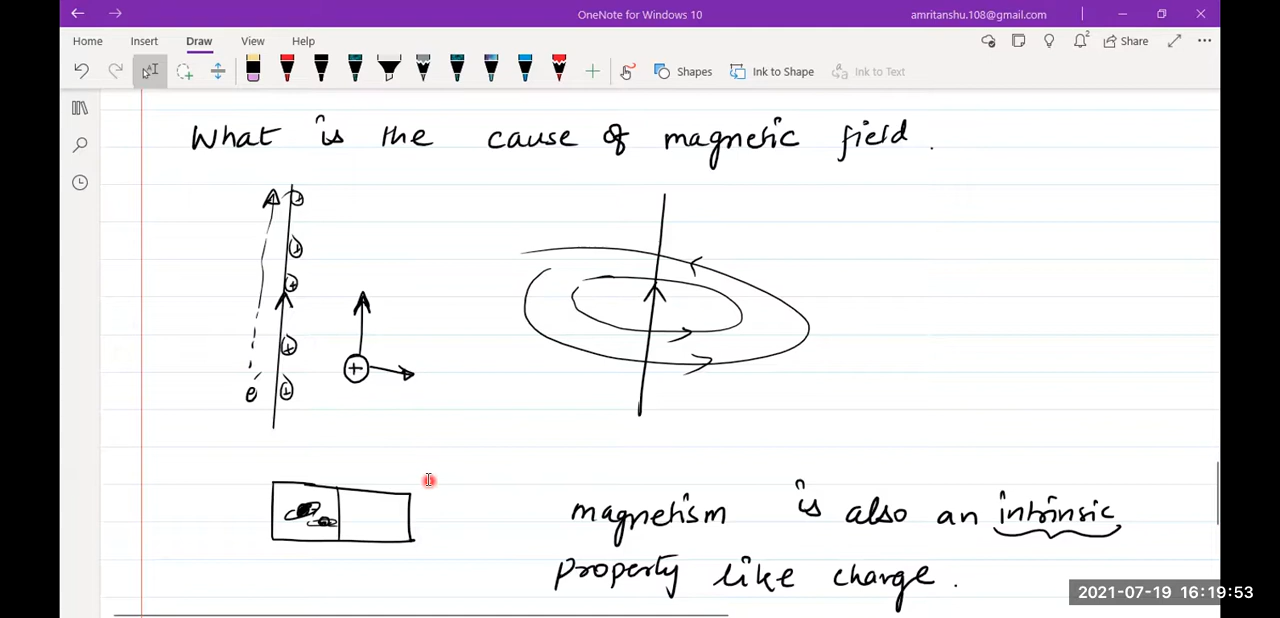 OneNote for Windows 10
amritanshu.108@gmail.com
Home Insert Draw View Help
2 Share
Shapes Ink to Shape Ink to Text
What is the cause of magnetic field.
+ + + + +
+
e
magnetism is also an intrinsic
property like charge.
2021-07-19 16:19:53